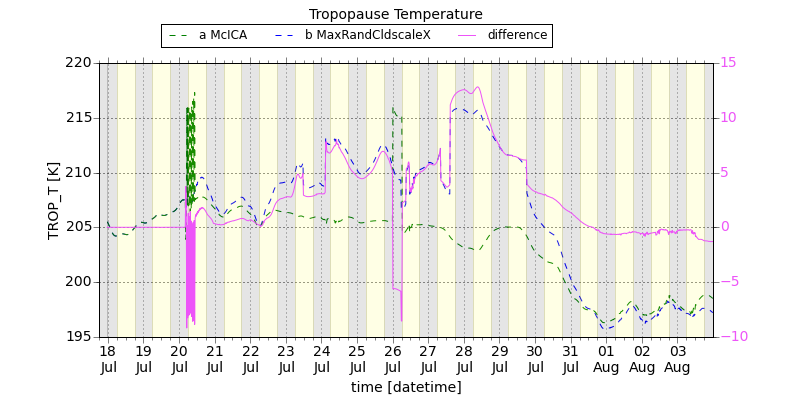 Tropopause Temperature
a McICA b MaxRandCldscaleX difference
220 15
215 10
210 5
205 0
200 −5
195 −10
TROP_T [K]
18 19 20 21 22 23 24 25 26 27 28 29 30 31 01 02 03
Jul Jul Jul Jul Jul Jul Jul Jul Jul Jul Jul Jul Jul Jul Aug Aug Aug
time [datetime]